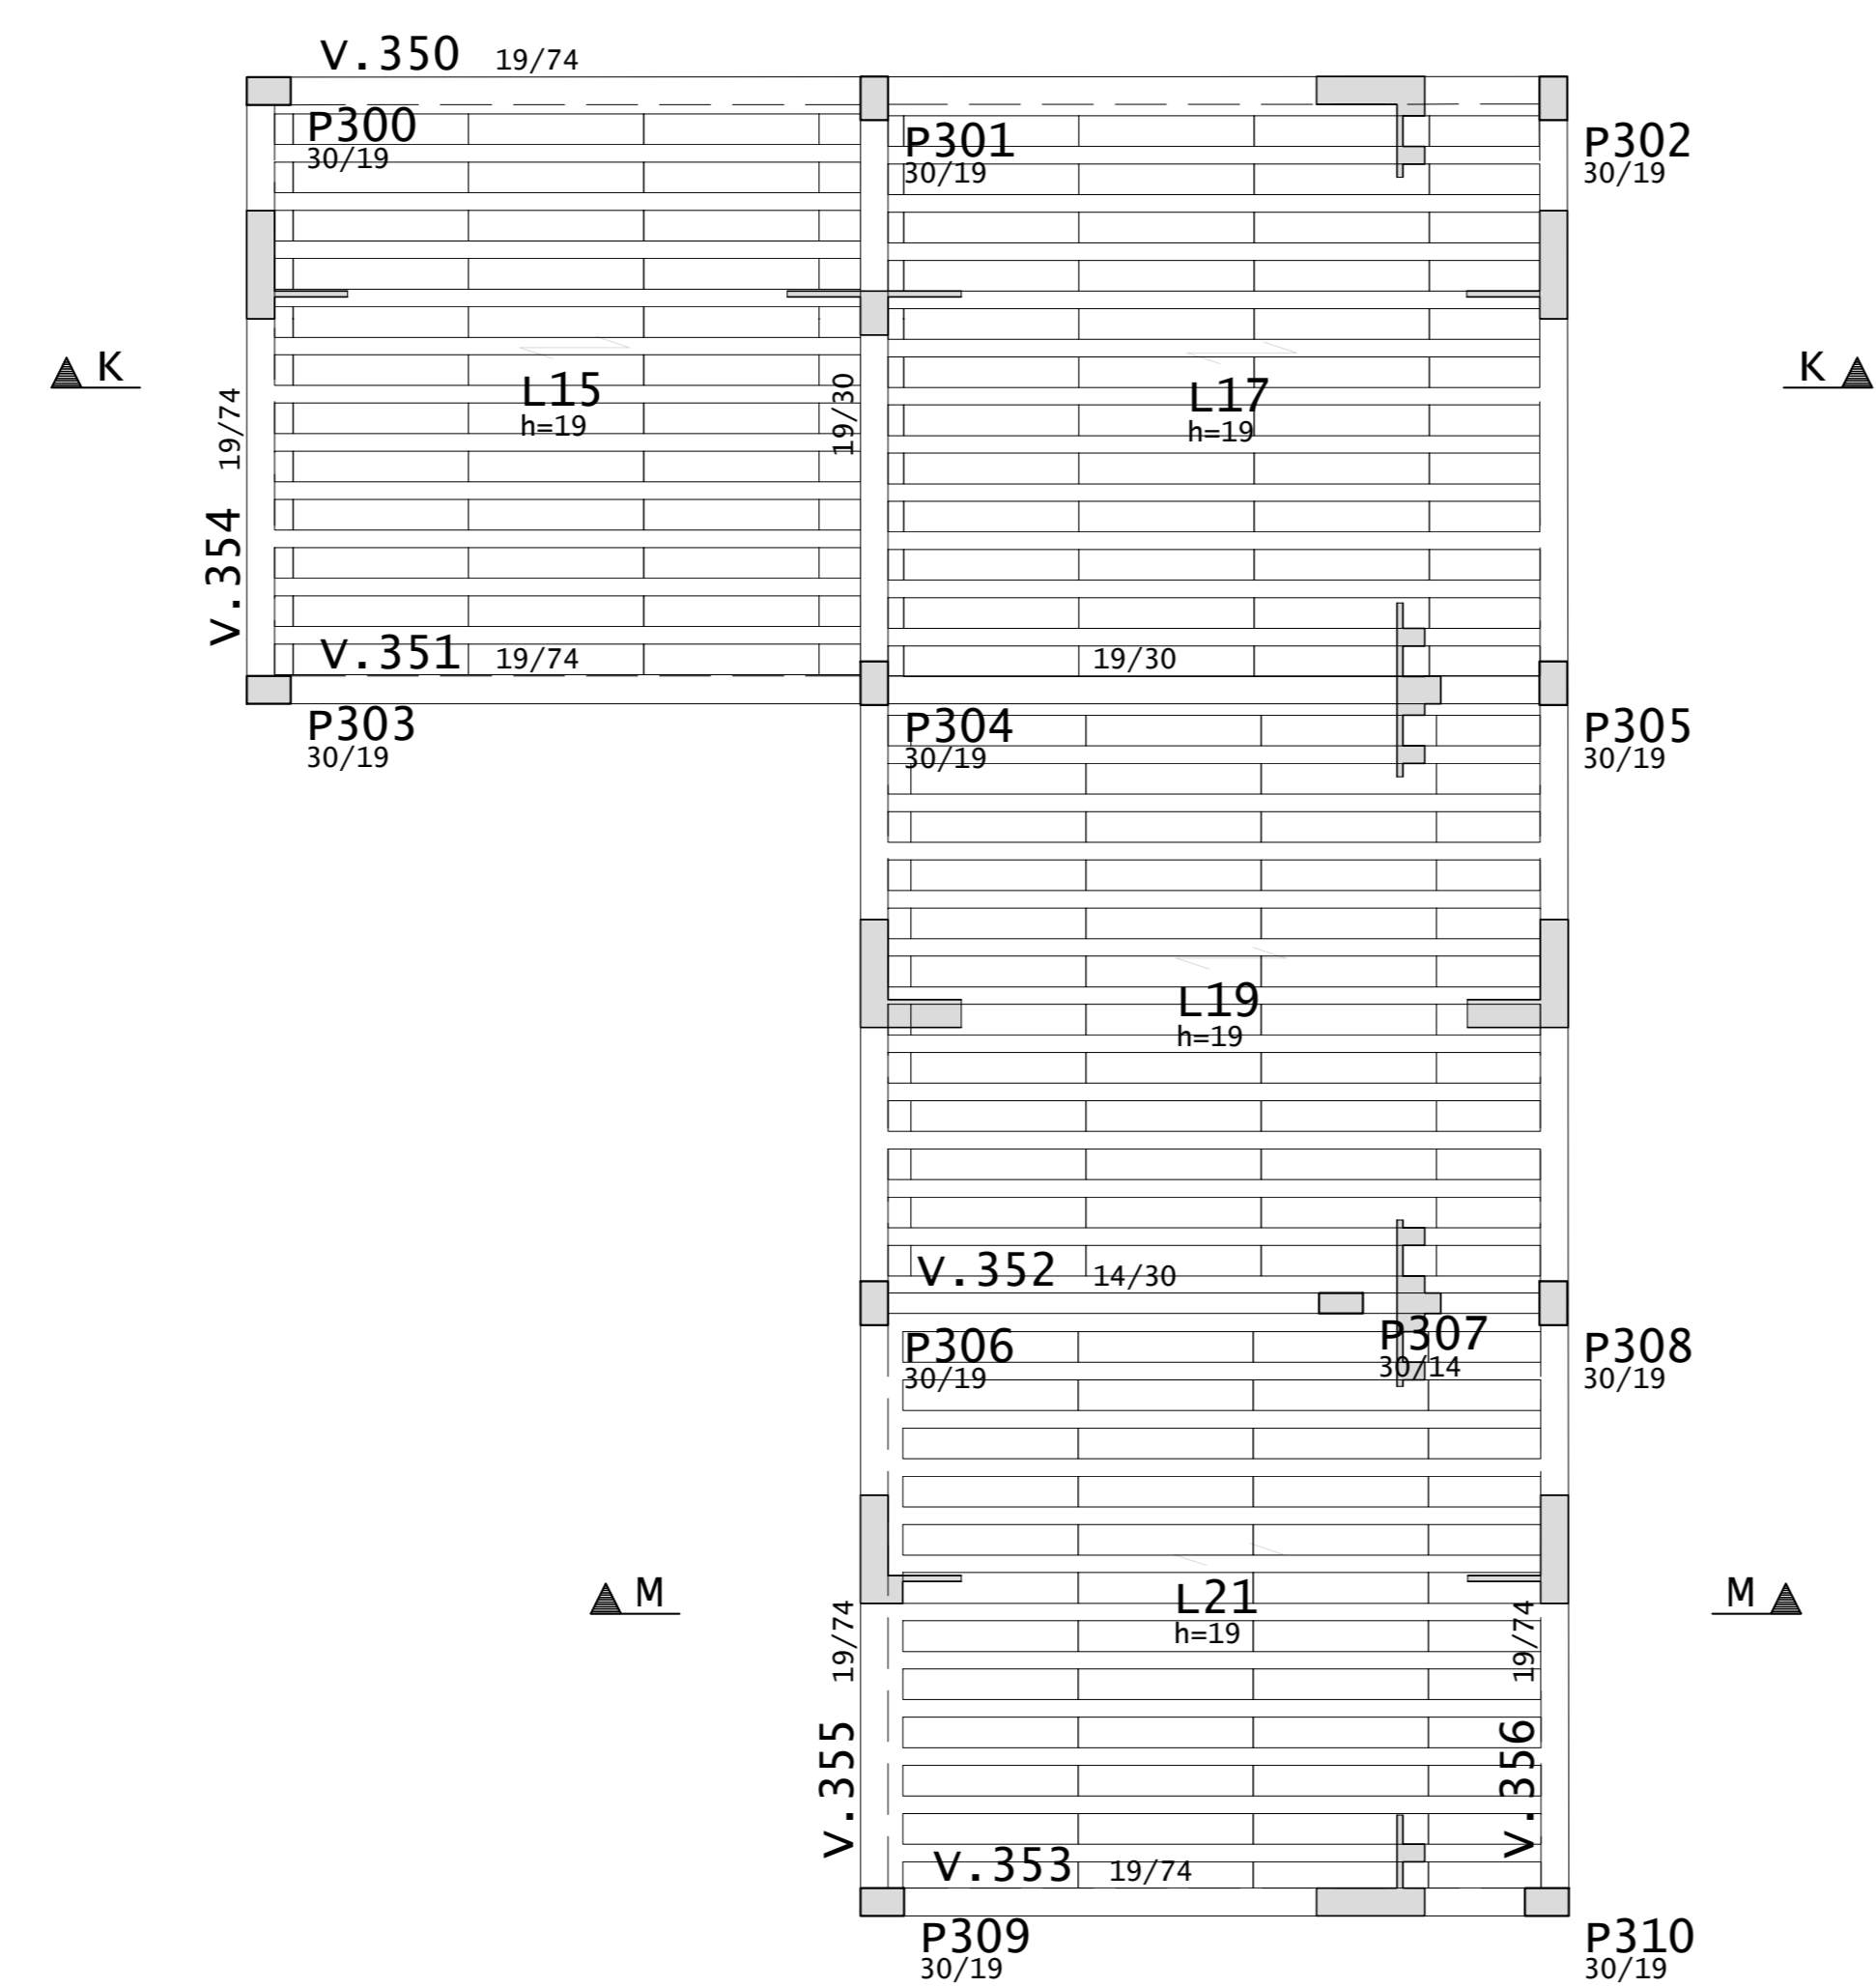 V.350 19/74
P300
30/19
P301
30/19
P302
30/19
K
K
L15
h=19
L17
h=19
19/30
V.354 19/74
V.351 19/74
19/30
P303
30/19
P304
30/19
P305
30/19
L19
h=19
V.352 14/30
P306
30/19
P307
30/14
P308
30/19
M
M
L21
h=19
V.355 19/74
V.356 19/74
V.353 19/74
P309
30/19
P310
30/19